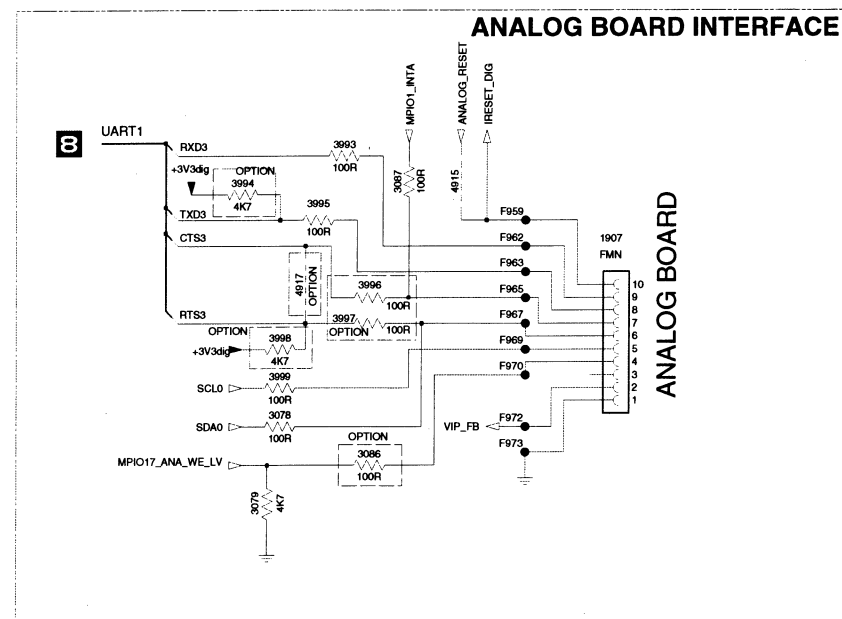 ANALOG BOARD INTERFACE
8
UART1
RXD3
3993
100R
MPIO1_INTA
ANALOG_RESET
IRESET_DIG
3087
100R
4915
+3V3dig
OPTION
3994
4K7
TXD3
3995
100R
CTS3
4917
OPTION
3996
100R
3997
OPTION
100R
RTS3
OPTION
3998
+3V3dig
4K7
3999
SCL0
100R
3078
SDA0
100R
OPTION
MPIO17_ANA_WE_LV
3086
100R
3079
4K7
F959
F962
F963
F965
F967
F969
F970
VIP_FB
F972
F973
1907
FMN
10
9
8
7
6
5
4
3
2
1
ANALOG BOARD